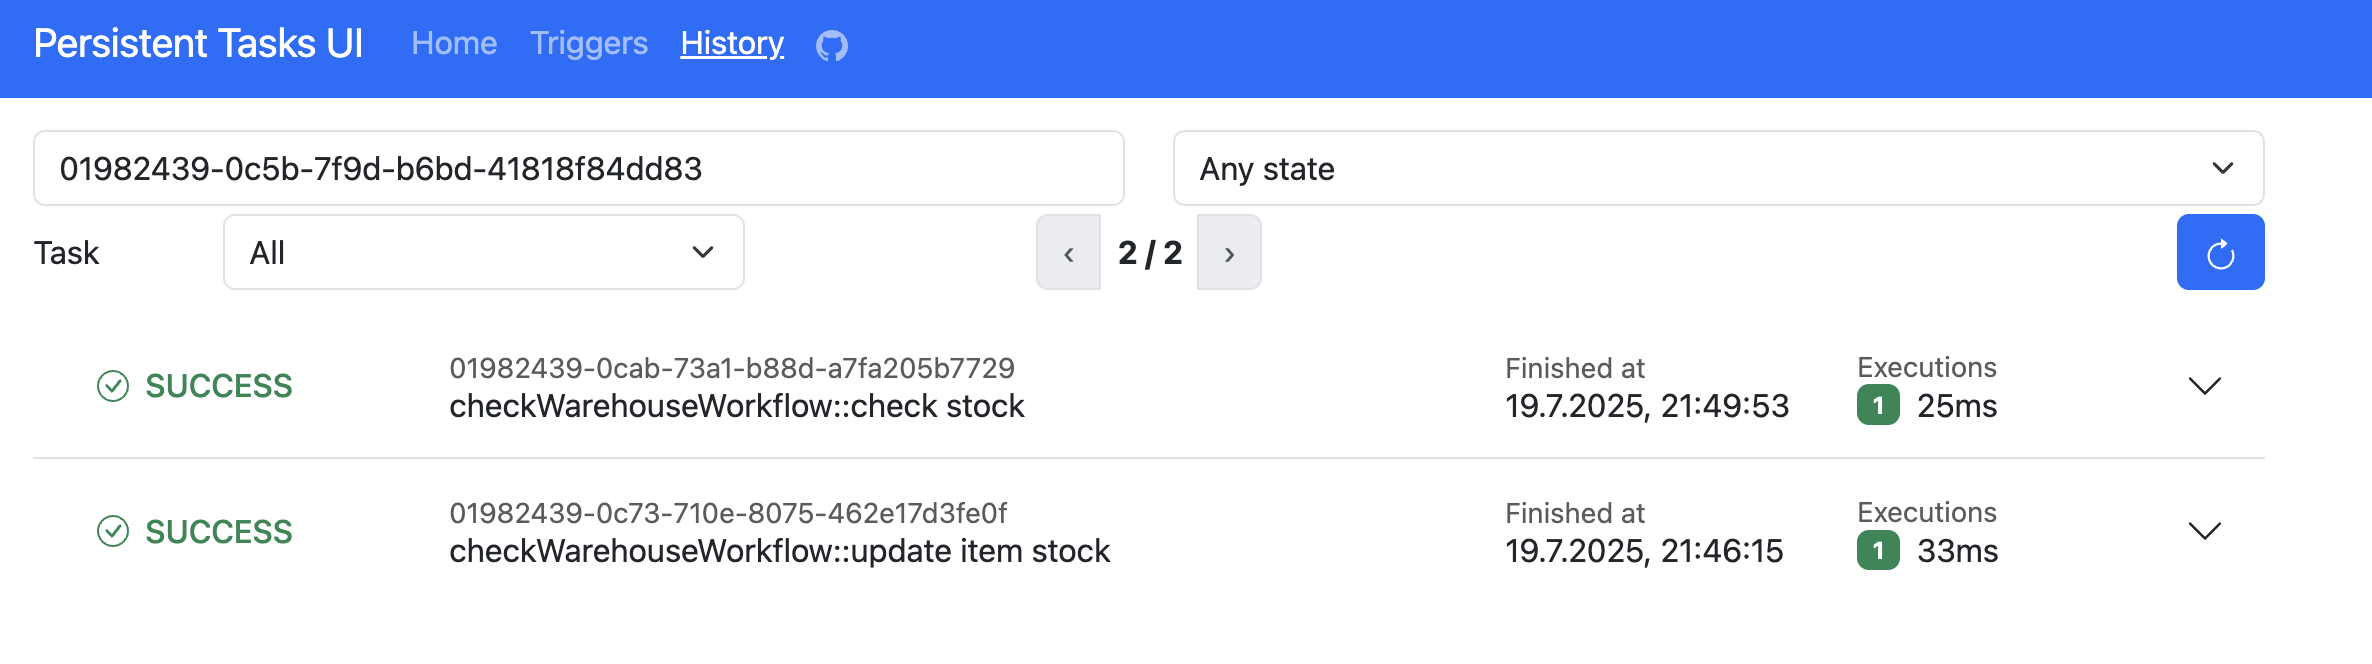 Persistent Tasks UI Home Triggers History
01982439-0c5b-7f9d-b6bd-41818f84dd83 Any state
Task All ‹ 2 / 2 ›
SUCCESS 01982439-0cab-73a1-b88d-a7fa205b7729 Finished at Executions
checkWarehouseWorkflow::check stock 19.7.2025, 21:49:53 1 25ms
SUCCESS 01982439-0c73-710e-8075-462e17d3fe0f Finished at Executions
checkWarehouseWorkflow::update item stock 19.7.2025, 21:46:15 1 33ms